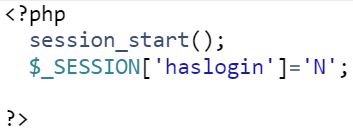 <?php
session_start();
$_SESSION['haslogin']='N';
?>